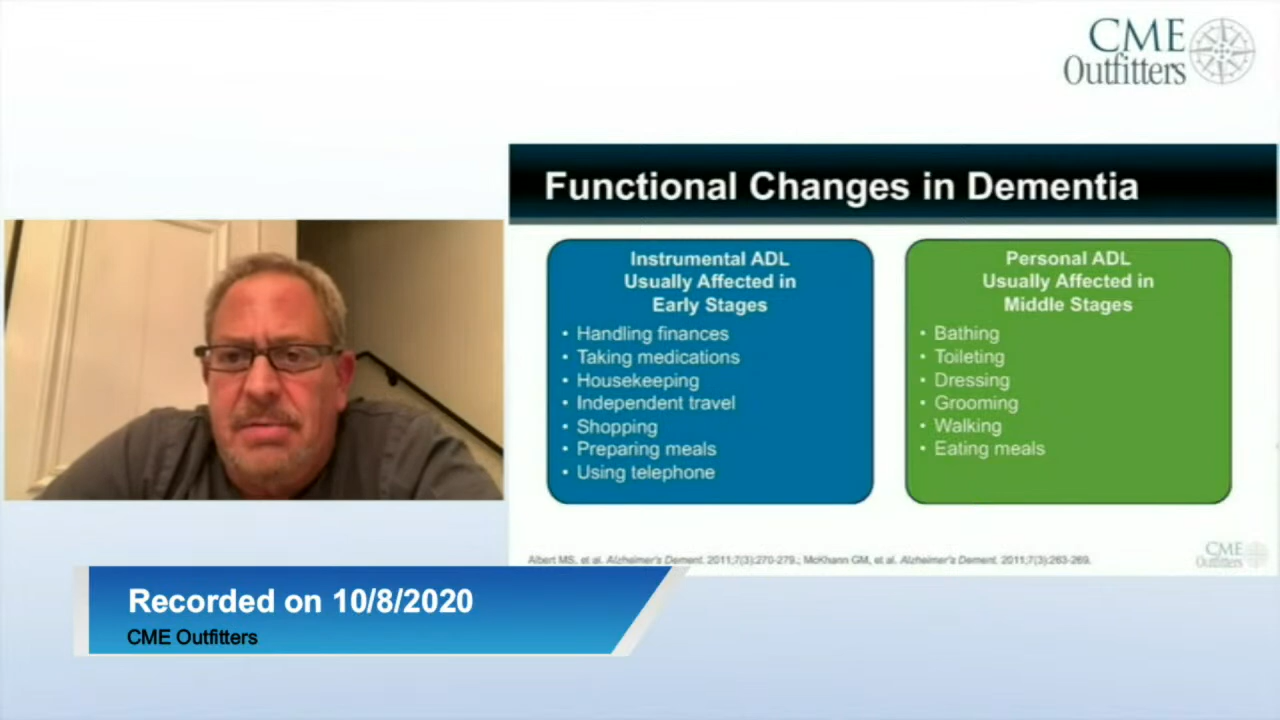 CME
Outfitters
Functional Changes in Dementia
Instrumental ADL
Usually Affected in
Early Stages
• Handling finances
• Taking medications
• Housekeeping
• Independent travel
• Shopping
• Preparing meals
• Using telephone
Personal ADL
Usually Affected in
Middle Stages
• Bathing
• Toileting
• Dressing
• Grooming
• Walking
• Eating meals
Albert MS, et al. Alzheimer's Dement. 2011;7(3):270-279.; McKhann GM, et al. Alzheimer's Dement. 2011;7(3):263-269.
CME
Outfitters
Recorded on 10/8/2020
CME Outfitters